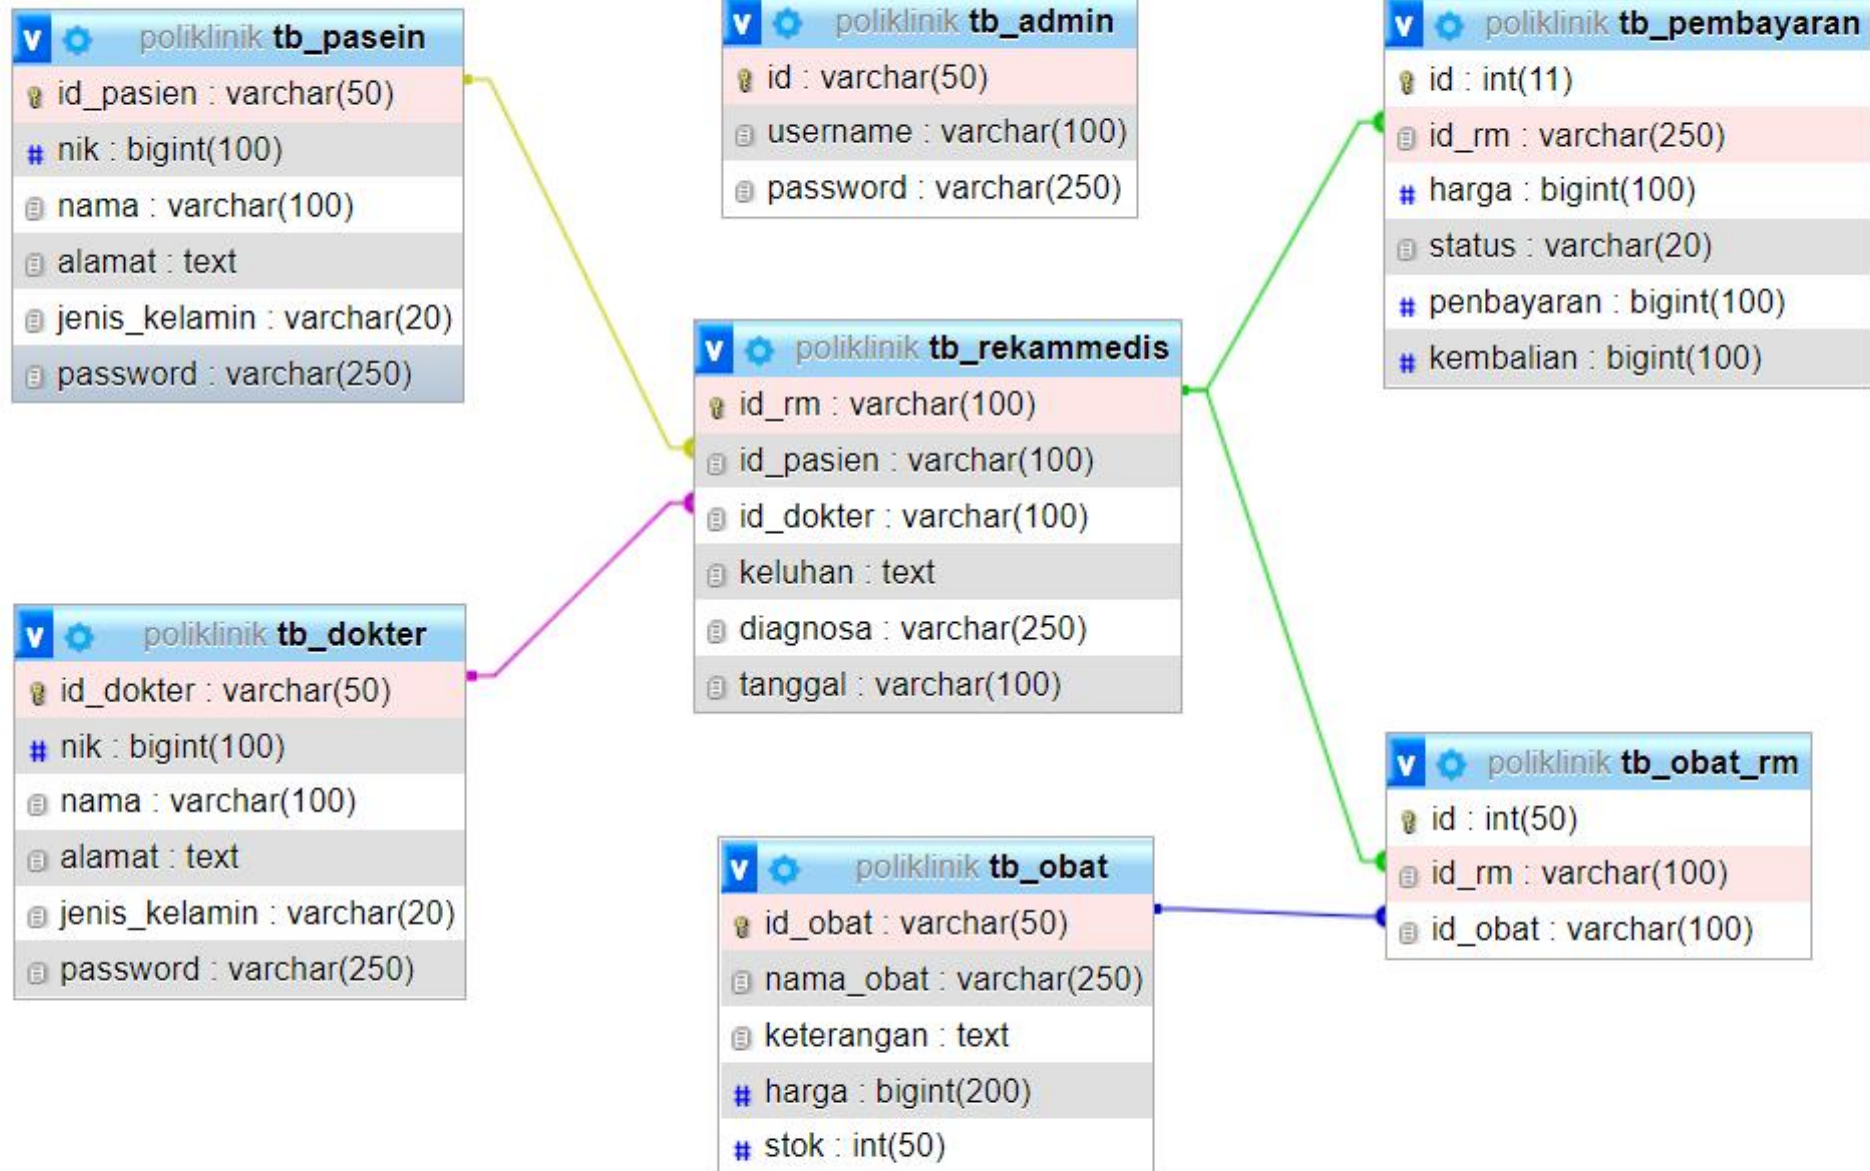 v poliklinik tb_pasein
id_pasien : varchar(50)
# nik : bigint(100)
nama : varchar(100)
alamat : text
jenis_kelamin : varchar(20)
password : varchar(250)
v poliklinik tb_admin
id : varchar(50)
username : varchar(100)
password : varchar(250)
v poliklinik tb_pembayaran
id : int(11)
id_rm : varchar(250)
# harga : bigint(100)
status : varchar(20)
# penbayaran : bigint(100)
# kembalian : bigint(100)
v poliklinik tb_rekammedis
id_rm : varchar(100)
id_pasien : varchar(100)
id_dokter : varchar(100)
keluhan : text
diagnosa : varchar(250)
tanggal : varchar(100)
v poliklinik tb_dokter
id_dokter : varchar(50)
# nik : bigint(100)
nama : varchar(100)
alamat : text
jenis_kelamin : varchar(20)
password : varchar(250)
v poliklinik tb_obat
id_obat : varchar(50)
nama_obat : varchar(250)
keterangan : text
# harga : bigint(200)
# stok : int(50)
v poliklinik tb_obat_rm
id : int(50)
id_rm : varchar(100)
id_obat : varchar(100)